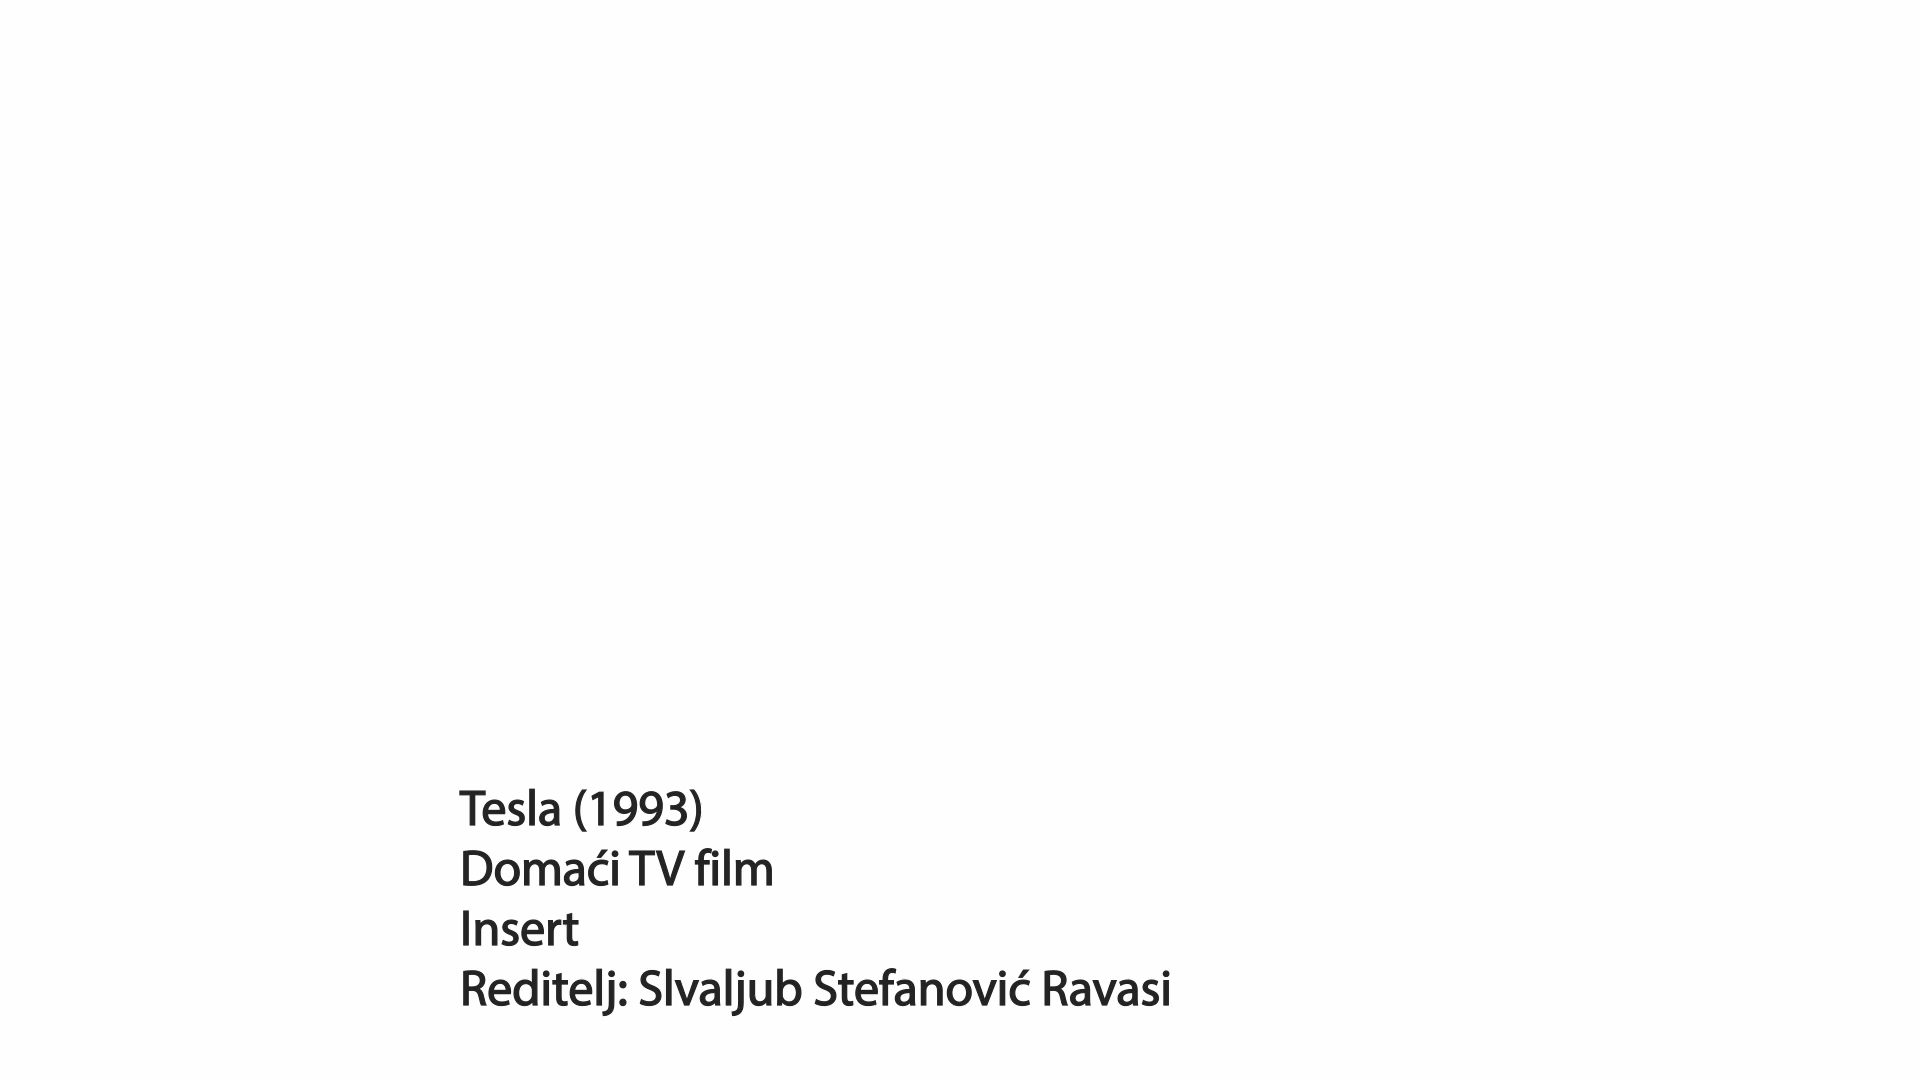 Tesla (1993)
Domaći TV film
Insert
Reditelj: Slvaljub Stefanović Ravasi